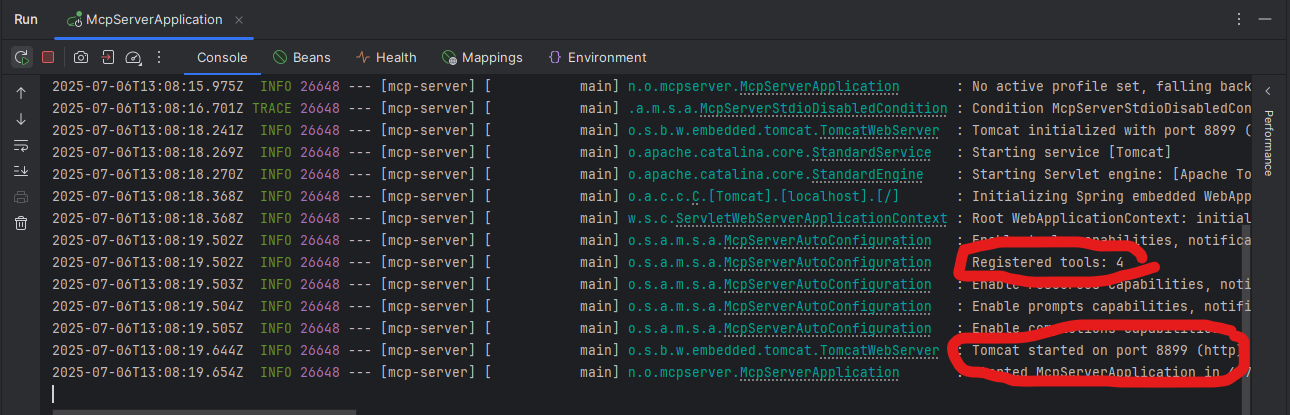 Run McpServerApplication
Console Beans Health Mappings Environment
2025-07-06T13:08:15.975Z INFO 26648 --- [mcp-server] [ main] n.o.mcpserver.McpServerApplication : No active profile set, falling back
2025-07-06T13:08:16.701Z TRACE 26648 --- [mcp-server] [ main] .a.m.s.a.McpServerStdioDisabledCondition : Condition McpServerStdioDisabledCon
2025-07-06T13:08:18.241Z INFO 26648 --- [mcp-server] [ main] o.s.b.w.embedded.tomcat.TomcatWebServer : Tomcat initialized with port 8899 (
2025-07-06T13:08:18.269Z INFO 26648 --- [mcp-server] [ main] o.apache.catalina.core.StandardService : Starting service [Tomcat]
2025-07-06T13:08:18.270Z INFO 26648 --- [mcp-server] [ main] o.apache.catalina.core.StandardEngine : Starting Servlet engine: [Apache To
2025-07-06T13:08:18.368Z INFO 26648 --- [mcp-server] [ main] o.a.c.c.C.[Tomcat].[localhost].[/] : Initializing Spring embedded WebApp
2025-07-06T13:08:18.368Z INFO 26648 --- [mcp-server] [ main] w.s.c.ServletWebServerApplicationContext : Root WebApplicationContext: initial
2025-07-06T13:08:19.502Z INFO 26648 --- [mcp-server] [ main] o.s.a.m.s.a.McpServerAutoConfiguration : capabilities, notifica
2025-07-06T13:08:19.502Z INFO 26648 --- [mcp-server] [ main] o.s.a.m.s.a.McpServerAutoConfiguration Registered tools: 4
2025-07-06T13:08:19.503Z INFO 26648 --- [mcp-server] [ main] o.s.a.m.s.a.McpServerAutoConfiguration : Enable capabilities, noti
2025-07-06T13:08:19.504Z INFO 26648 --- [mcp-server] [ main] o.s.a.m.s.a.McpServerAutoConfiguration : Enable prompts capabilities, notifi
2025-07-06T13:08:19.505Z INFO 26648 --- [mcp-server] [ main] o.s.a.m.s.a.McpServerAutoConfiguration : Enable
2025-07-06T13:08:19.644Z INFO 26648 --- [mcp-server] [ main] o.s.b.w.embedded.tomcat.TomcatWebServer : Tomcat started on port 8899 (http)
2025-07-06T13:08:19.654Z INFO 26648 --- [mcp-server] [ main] n.o.mcpserver.McpServerApplication McpServerApplication in
Performance